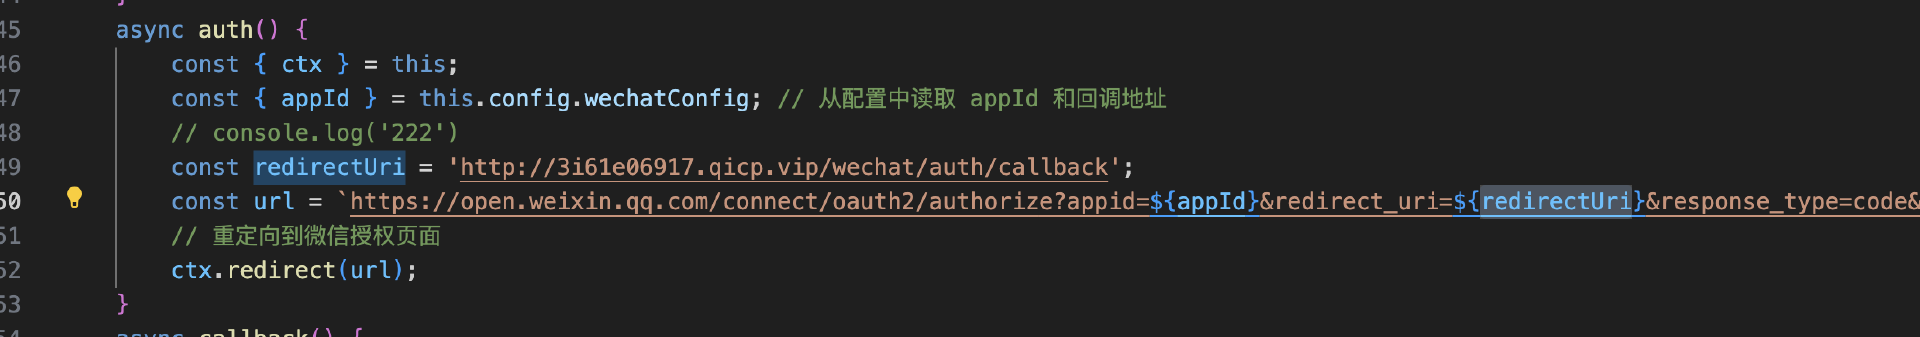 45 async auth() {
46 const { ctx } = this;
47 const { appId } = this.config.wechatConfig; // 从配置中读取 appId 和回调地址
48 // console.log('222')
49 const redirectUri = 'http://3i61e06917.qicp.vip/wechat/auth/callback';
50 const url = `https://open.weixin.qq.com/connect/oauth2/authorize?appid=${appId}&redirect_uri=${redirectUri}&response_type=code&
51 // 重定向到微信授权页面
52 ctx.redirect(url);
53 }
54 async callback() {